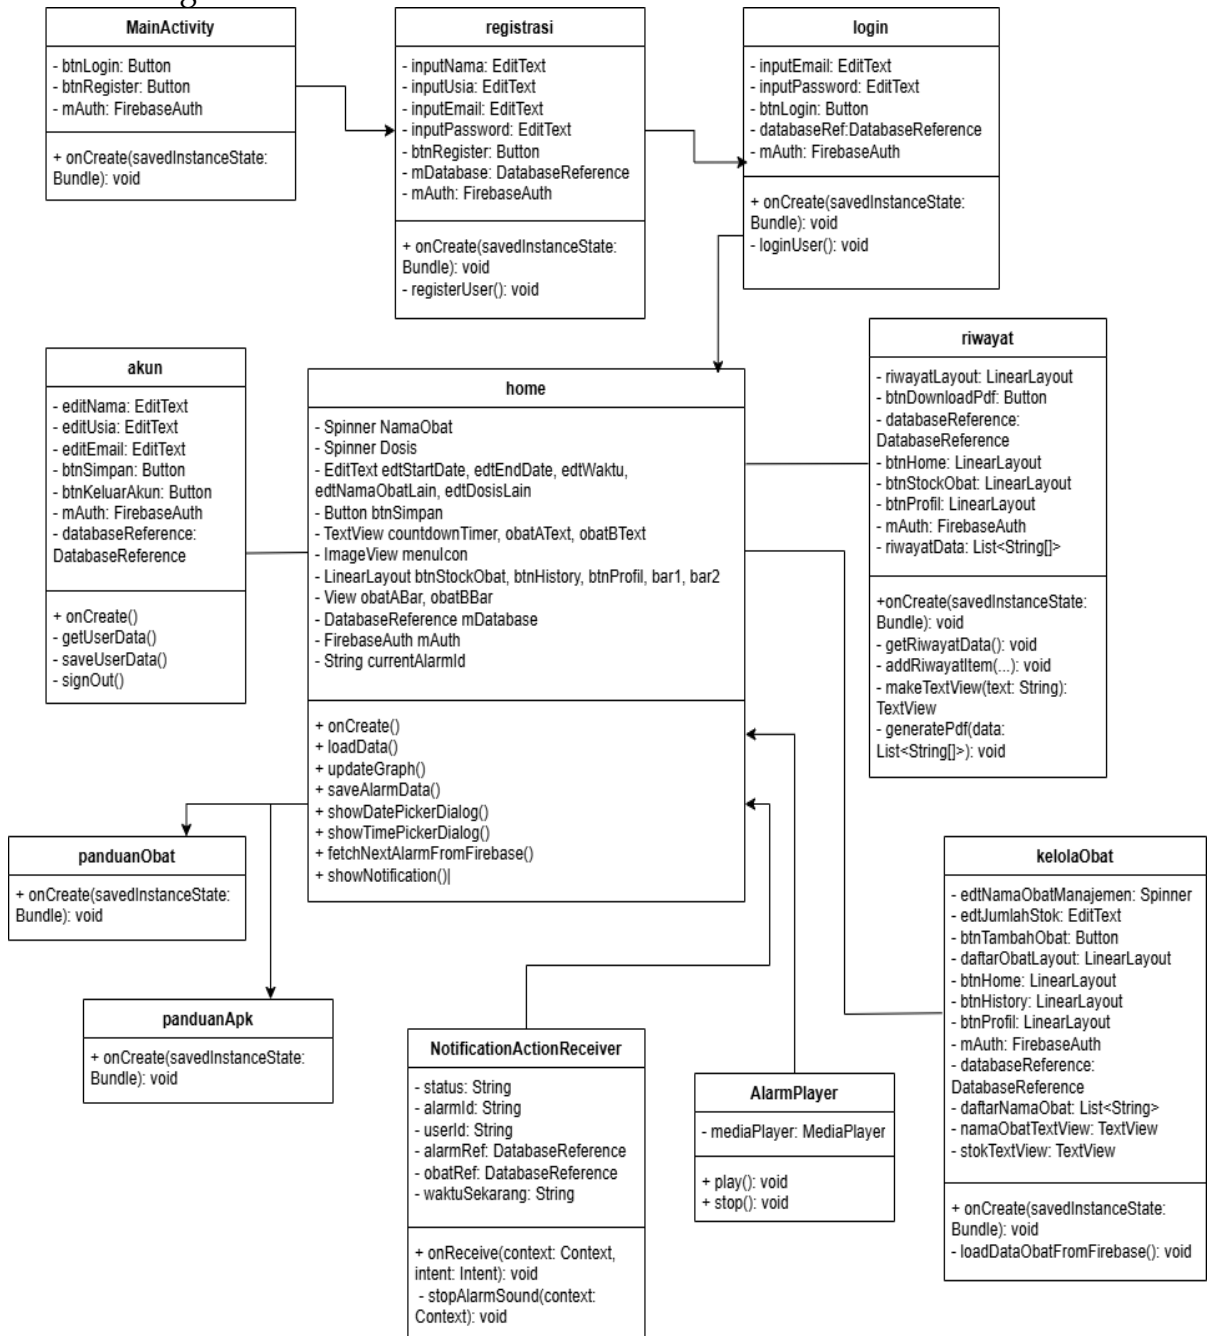 MainActivity
- btnLogin: Button
- btnRegister: Button
- mAuth: FirebaseAuth
+ onCreate(savedInstanceState:
Bundle): void
registrasi
- inputNama: EditText
- inputUsia: EditText
- inputEmail: EditText
- inputPassword: EditText
- btnRegister: Button
- mDatabase: DatabaseReference
- mAuth: FirebaseAuth
+ onCreate(savedInstanceState:
Bundle): void
- registerUser(): void
login
- inputEmail: EditText
- inputPassword: EditText
- btnLogin: Button
- databaseRef:DatabaseReference
- mAuth: FirebaseAuth
+ onCreate(savedInstanceState:
Bundle): void
- loginUser(): void
akun
- editNama: EditText
- editUsia: EditText
- editEmail: EditText
- btnSimpan: Button
- btnKeluarAkun: Button
- mAuth: FirebaseAuth
- databaseReference:
DatabaseReference
+ onCreate()
- getUserData()
- saveUserData()
- signOut()
home
- Spinner NamaObat
- Spinner Dosis
- EditText edtStartDate, edtEndDate, edtWaktu,
edtNamaObatLain, edtDosisLain
- Button btnSimpan
- TextView countdownTimer, obatAText, obatBText
- ImageView menuIcon
- LinearLayout btnStockObat, btnHistory, btnProfil, bar1, bar2
- View obatABar, obatBBar
- DatabaseReference mDatabase
- FirebaseAuth mAuth
- String currentAlarmId
+ onCreate()
+ loadData()
+ updateGraph()
+ saveAlarmData()
+ showDatePickerDialog()
+ showTimePickerDialog()
+ fetchNextAlarmFromFirebase()
+ showNotification()|
riwayat
- riwayatLayout: LinearLayout
- btnDownloadPdf: Button
- databaseReference:
DatabaseReference
- btnHome: LinearLayout
- btnStockObat: LinearLayout
- btnProfil: LinearLayout
- mAuth: FirebaseAuth
- riwayatData: List<String[]>
+onCreate(savedInstanceState:
Bundle): void
- getRiwayatData(): void
- addRiwayatItem(...): void
- makeTextView(text: String):
TextView
- generatePdf(data:
List<String[]>): void
panduanObat
+ onCreate(savedInstanceState:
Bundle): void
panduanApk
+ onCreate(savedInstanceState:
Bundle): void
NotificationActionReceiver
- status: String
- alarmId: String
- userId: String
- alarmRef: DatabaseReference
- obatRef: DatabaseReference
- waktuSekarang: String
+ onReceive(context: Context,
intent: Intent): void
- stopAlarmSound(context:
Context): void
AlarmPlayer
- mediaPlayer: MediaPlayer
+ play(): void
+ stop(): void
kelolaObat
- edtNamaObatManajemen: Spinner
- edtJumlahStok: EditText
- btnTambahObat: Button
- daftarObatLayout: LinearLayout
- btnHome: LinearLayout
- btnHistory: LinearLayout
- btnProfil: LinearLayout
- mAuth: FirebaseAuth
- databaseReference:
DatabaseReference
- daftarNamaObat: List<String>
- namaObatTextView: TextView
- stokTextView: TextView
+ onCreate(savedInstanceState:
Bundle): void
- loadDataObatFromFirebase(): void